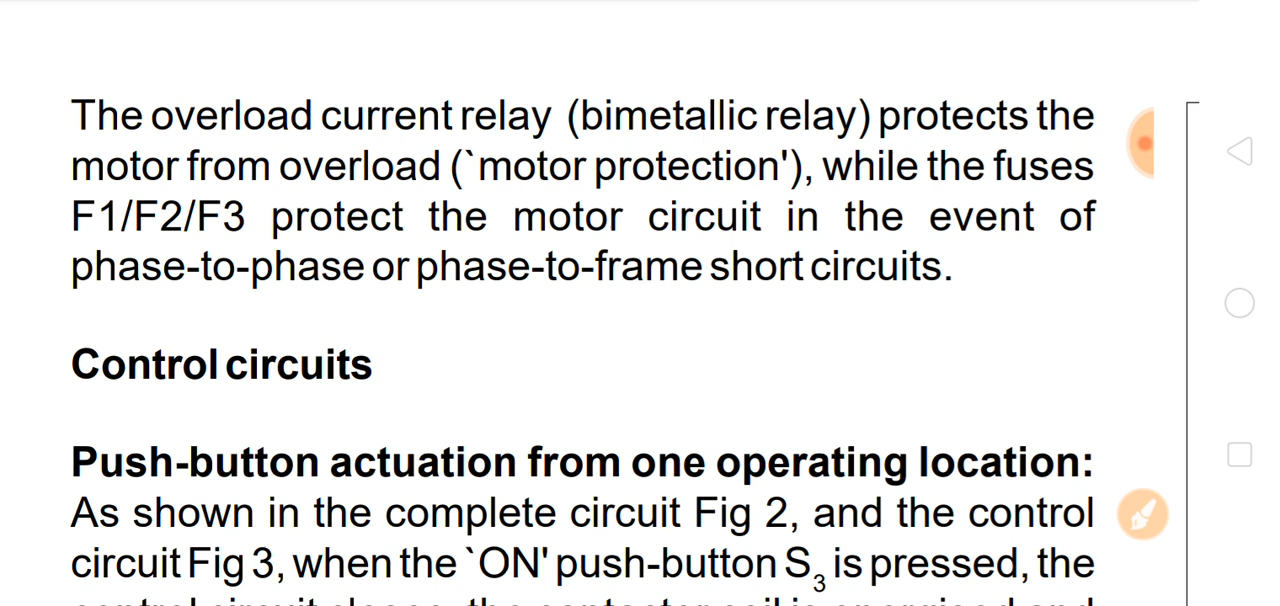 The overload current relay (bimetallic relay) protects the
motor from overload (`motor protection'), while the fuses
F1/F2/F3 protect the motor circuit in the event of
phase-to-phase or phase-to-frame short circuits.
Control circuits
Push-button actuation from one operating location:
As shown in the complete circuit Fig 2, and the control
circuit Fig 3, when the `ON' push-button S₃ is pressed, the